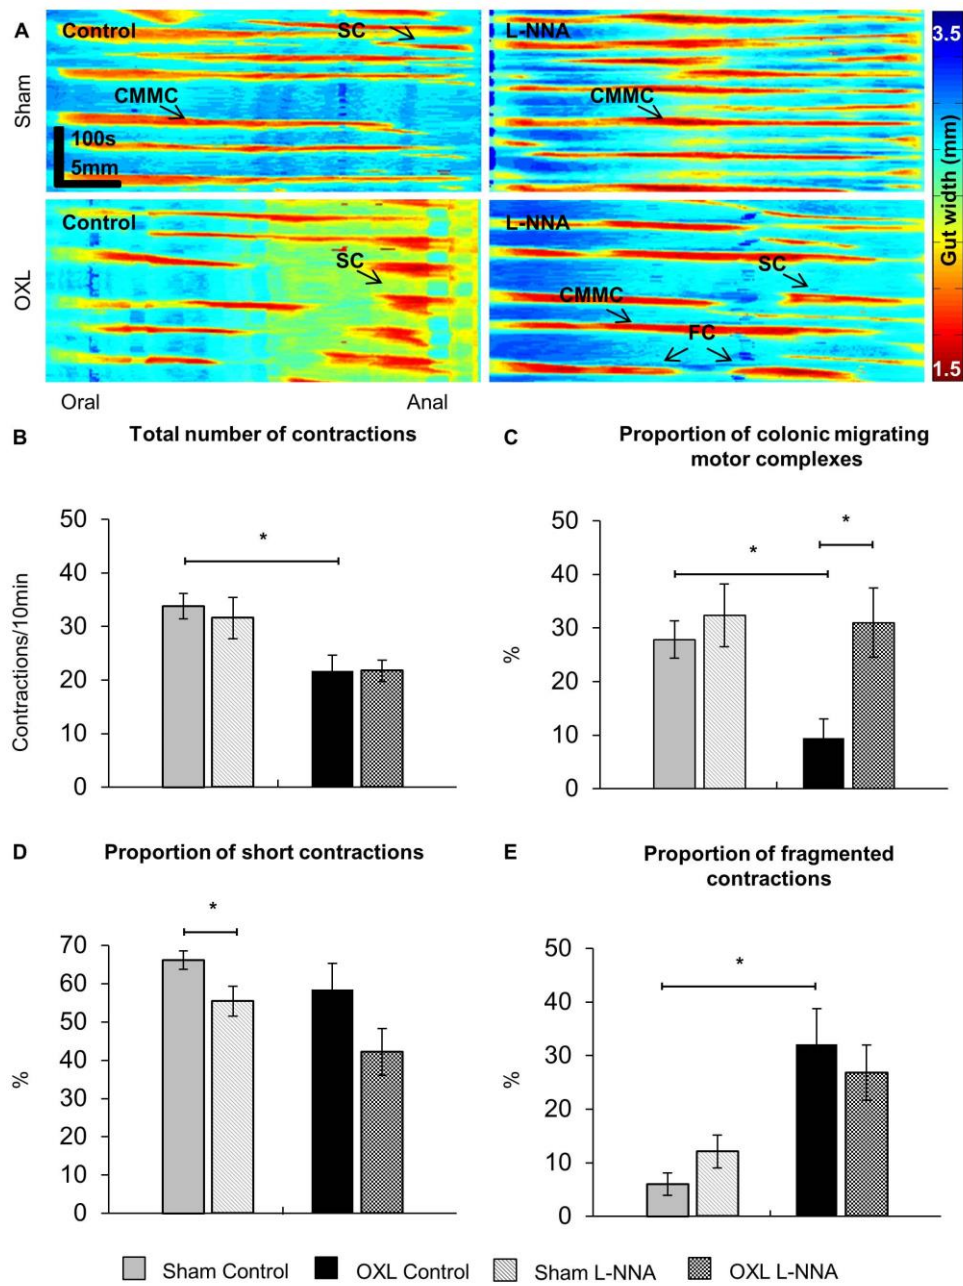 A
Sham
Control
SC
CMMC
100s
5mm
L-NNA
CMMC
3.5
Gut width (mm)
1.5
OXL
Control
SC
L-NNA
SC
CMMC
FC
Oral
Anal
B
Total number of contractions
Contractions/10min
50
40
30
20
10
0
*
C
Proportion of colonic migrating
motor complexes
%
50
40
30
20
10
0
*
*
D
Proportion of short contractions
%
70
60
50
40
30
20
10
0
*
E
Proportion of fragmented
contractions
%
50
40
30
20
10
0
*
Sham Control
OXL Control
Sham L-NNA
OXL L-NNA